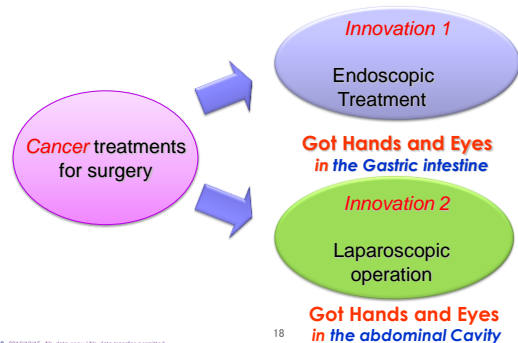 Cancer treatments
for surgery
Innovation 1
Endoscopic
Treatment
Got Hands and Eyes
in the Gastric intestine
Innovation 2
Laparoscopic
operation
Got Hands and Eyes
in the abdominal Cavity
18